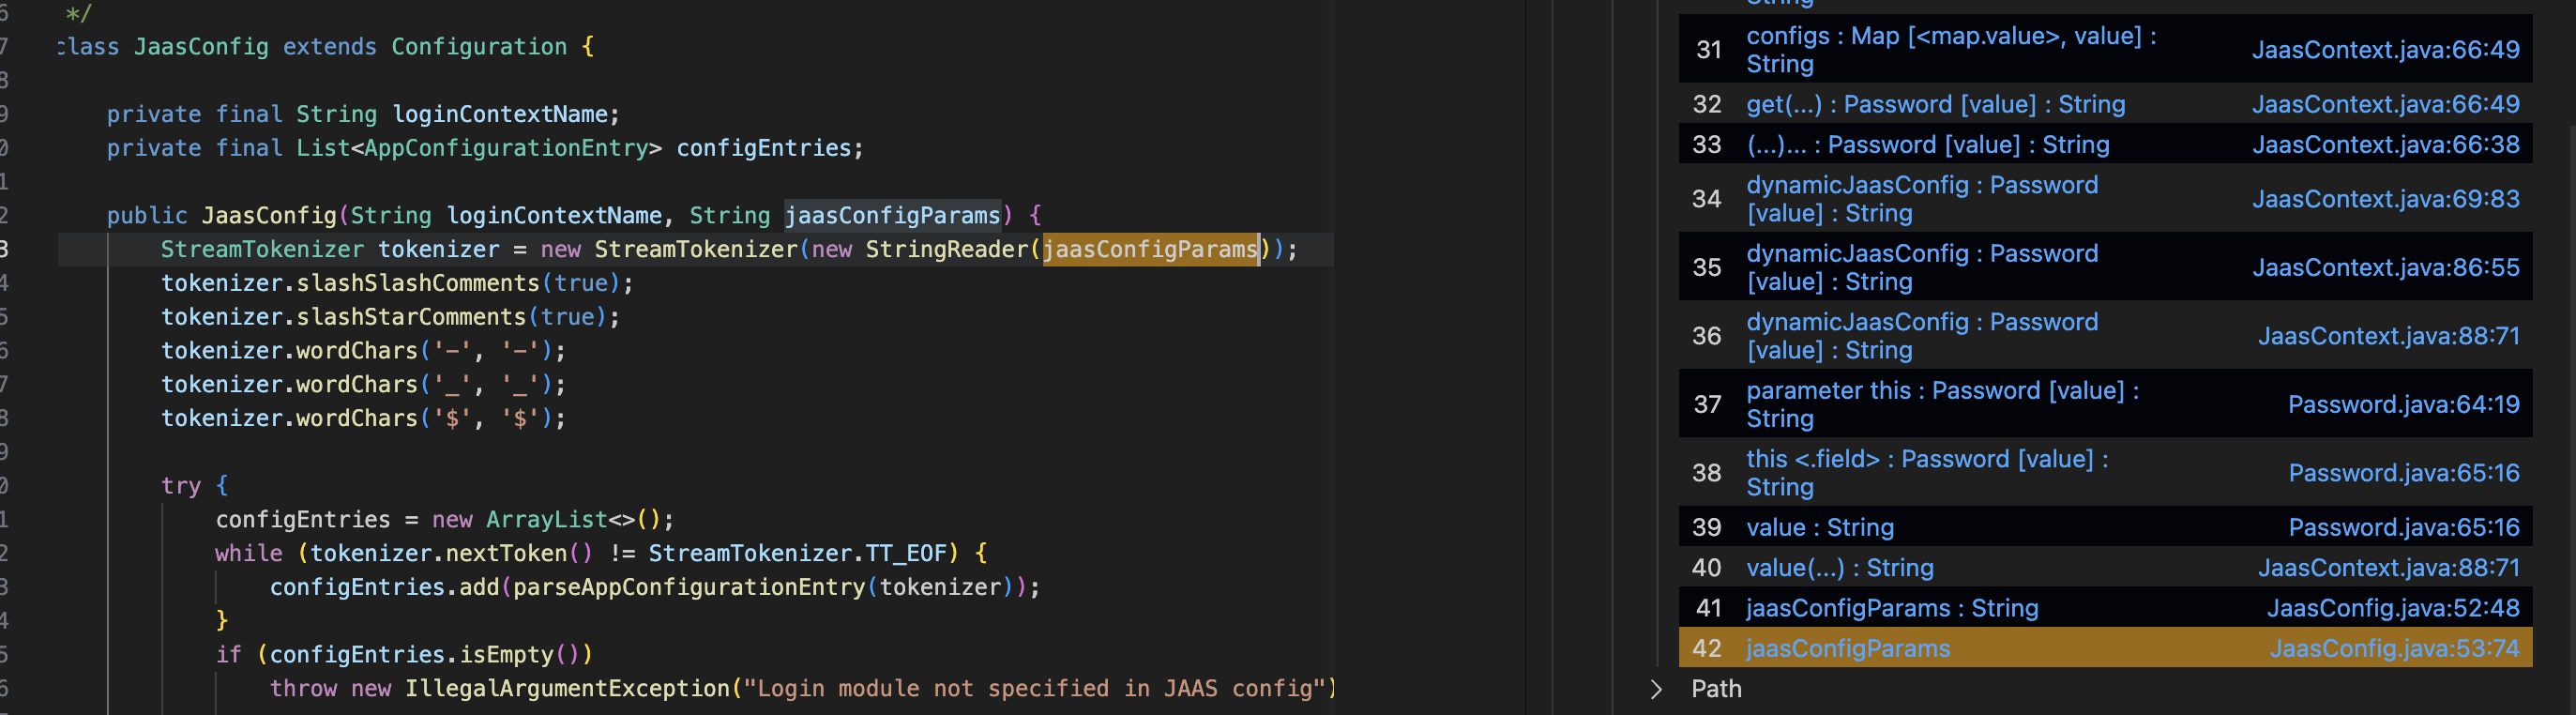 6 */
7 class JaasConfig extends Configuration {
8
9 private final String loginContextName;
0 private final List<AppConfigurationEntry> configEntries;
1
2 public JaasConfig(String loginContextName, String jaasConfigParams) {
3 StreamTokenizer tokenizer = new StreamTokenizer(new StringReader(jaasConfigParams));
4 tokenizer.slashSlashComments(true);
5 tokenizer.slashStarComments(true);
6 tokenizer.wordChars('-', '-');
7 tokenizer.wordChars('_', '_');
8 tokenizer.wordChars('$', '$');
9
0 try {
1 configEntries = new ArrayList<>();
2 while (tokenizer.nextToken() != StreamTokenizer.TT_EOF) {
3 configEntries.add(parseAppConfigurationEntry(tokenizer));
4 }
5 if (configEntries.isEmpty())
6 throw new IllegalArgumentException("Login module not specified in JAAS config")
String
31 configs : Map [<map.value>, value] : JaasContext.java:66:49
String
32 get(...) : Password [value] : String JaasContext.java:66:49
33 (...)... : Password [value] : String JaasContext.java:66:38
34 dynamicJaasConfig : Password JaasContext.java:69:83
[value] : String
35 dynamicJaasConfig : Password JaasContext.java:86:55
[value] : String
36 dynamicJaasConfig : Password JaasContext.java:88:71
[value] : String
37 parameter this : Password [value] : Password.java:64:19
String
38 this <.field> : Password [value] : Password.java:65:16
String
39 value : String Password.java:65:16
40 value(...) : String JaasContext.java:88:71
41 jaasConfigParams : String JaasConfig.java:52:48
42 jaasConfigParams JaasConfig.java:53:74
Path